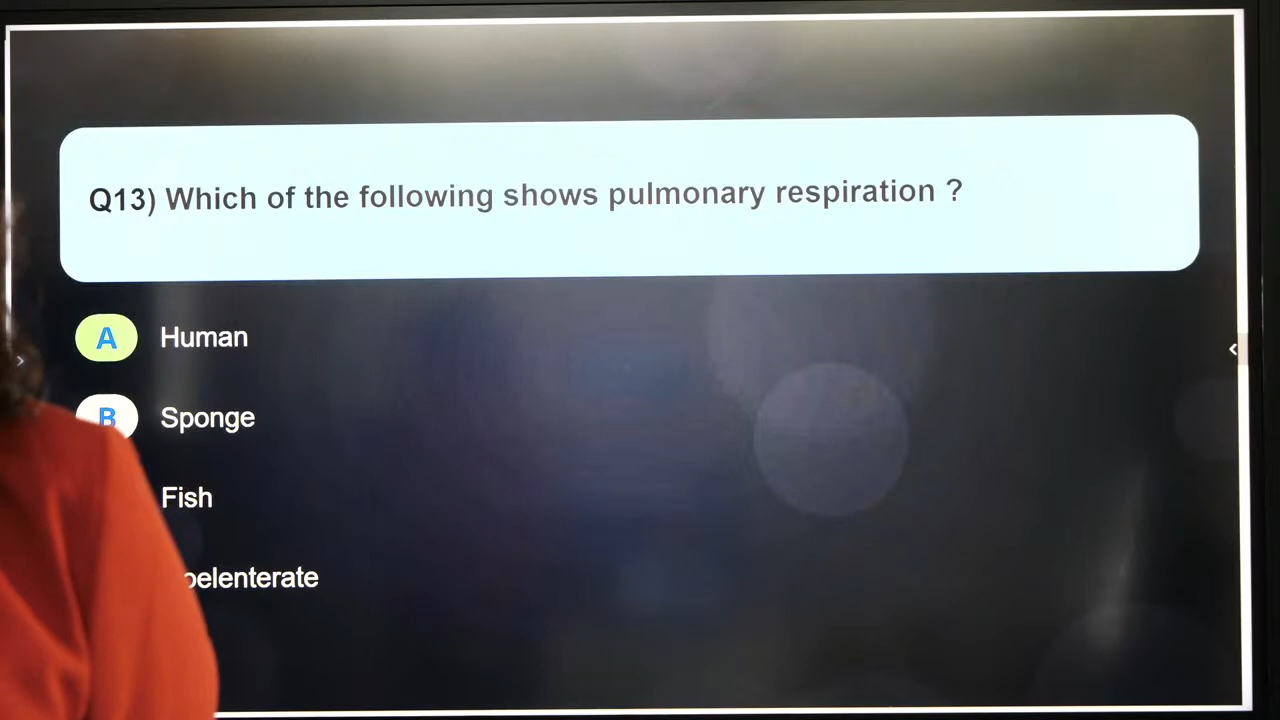 Q13) Which of the following shows pulmonary respiration ?
A Human
B Sponge
Fish
oelenterate